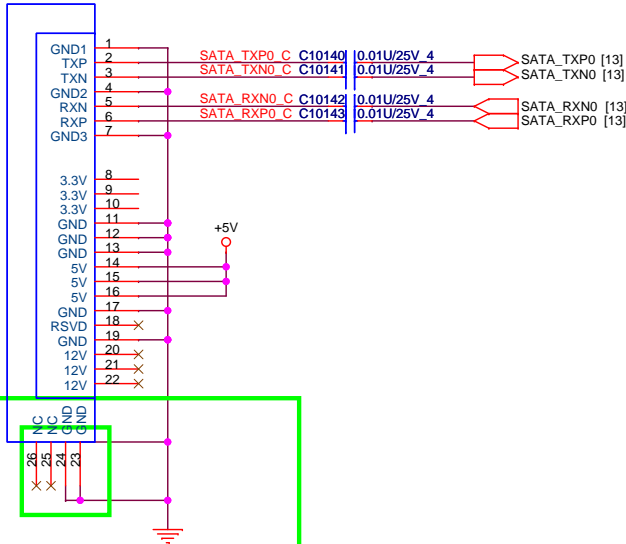 GND1 1
TXP 2 SATA_TXP0_C C10140 0.01U/25V_4 SATA_TXP0 [13]
TXN 3 SATA_TXN0_C C10141 0.01U/25V_4 SATA_TXN0 [13]
GND2 4
RXN 5 SATA_RXN0_C C10142 0.01U/25V_4 SATA_RXN0 [13]
RXP 6 SATA_RXP0_C C10143 0.01U/25V_4 SATA_RXP0 [13]
GND3 7
3.3V 8
3.3V 9
3.3V 10
GND 11
GND 12
+5V
GND 13
5V 14
5V 15
5V 16
GND 17
RSVD 18
GND 19
12V 20
12V 21
12V 22
NC 26
NC 25
GND 24
GND 23